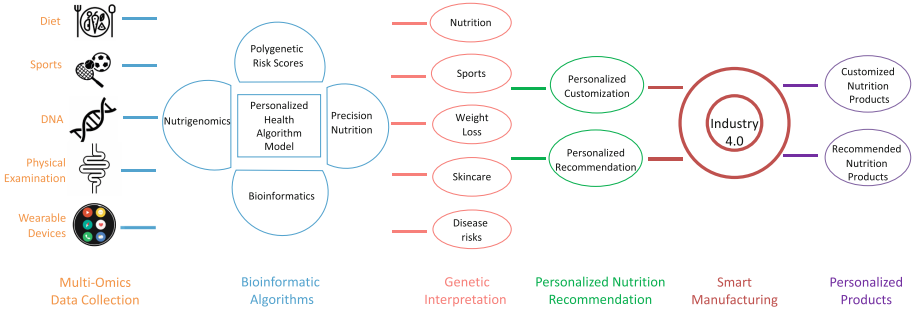 Diet
Sports
DNA
Physical
Examination
Wearable
Devices
Multi-Omics
Data Collection
Polygenetic
Risk Scores
Nutrigenomics
Personalized
Health
Algorithm
Model
Precision
Nutrition
Bioinformatics
Bioinformatic
Algorithms
Nutrition
Sports
Weight
Loss
Skincare
Disease
risks
Genetic
Interpretation
Personalized
Customization
Personalized
Recommendation
Personalized Nutrition
Recommendation
Industry
4.0
Smart
Manufacturing
Customized
Nutrition
Products
Recommended
Nutrition
Products
Personalized
Products